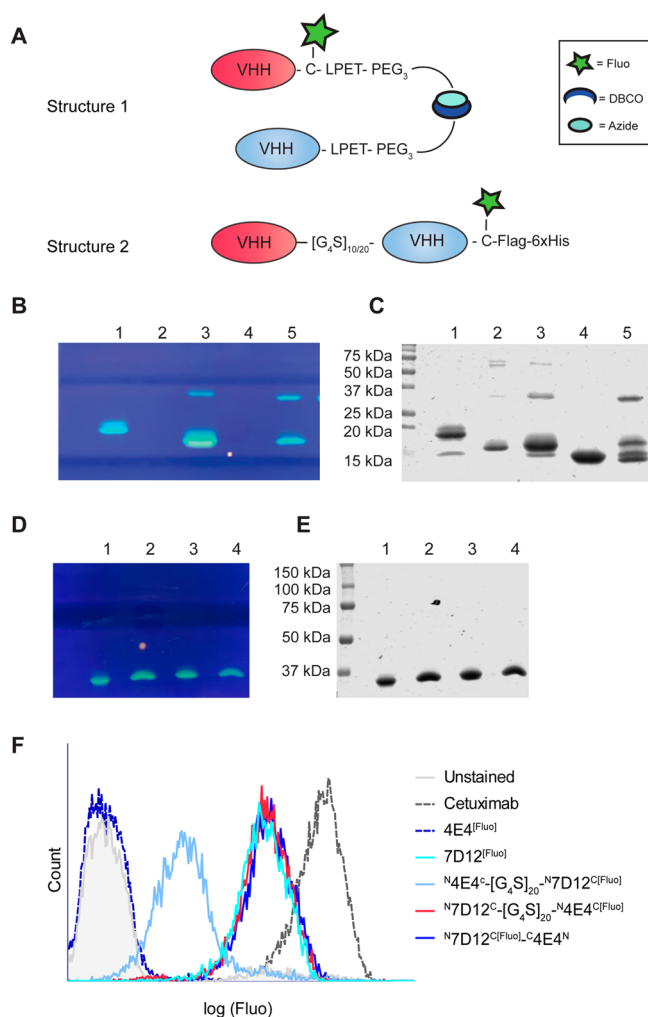 A
Structure 1
VHH - C - LPET- PEG3
VHH - LPET- PEG3
= Fluo
= DBCO
= Azide
Structure 2
VHH [G4S]10/20- VHH - C-Flag-6xHis
B
1 2 3 4 5
C
1 2 3 4 5
75 kDa
50 kDa
37 kDa
25 kDa
20 kDa
15 kDa
D
1 2 3 4
E
1 2 3 4
150 kDa
100 kDa
75 kDa
50 kDa
37 kDa
F
Count
log (Fluo)
Unstained
Cetuximab
4E4[Fluo]
7D12[Fluo]
N4E4c-[G4S]20-N7D12C[Fluo]
N7D12C-[G4S]20-N4E4C[Fluo]
N7D12C[Fluo]-C4E4N